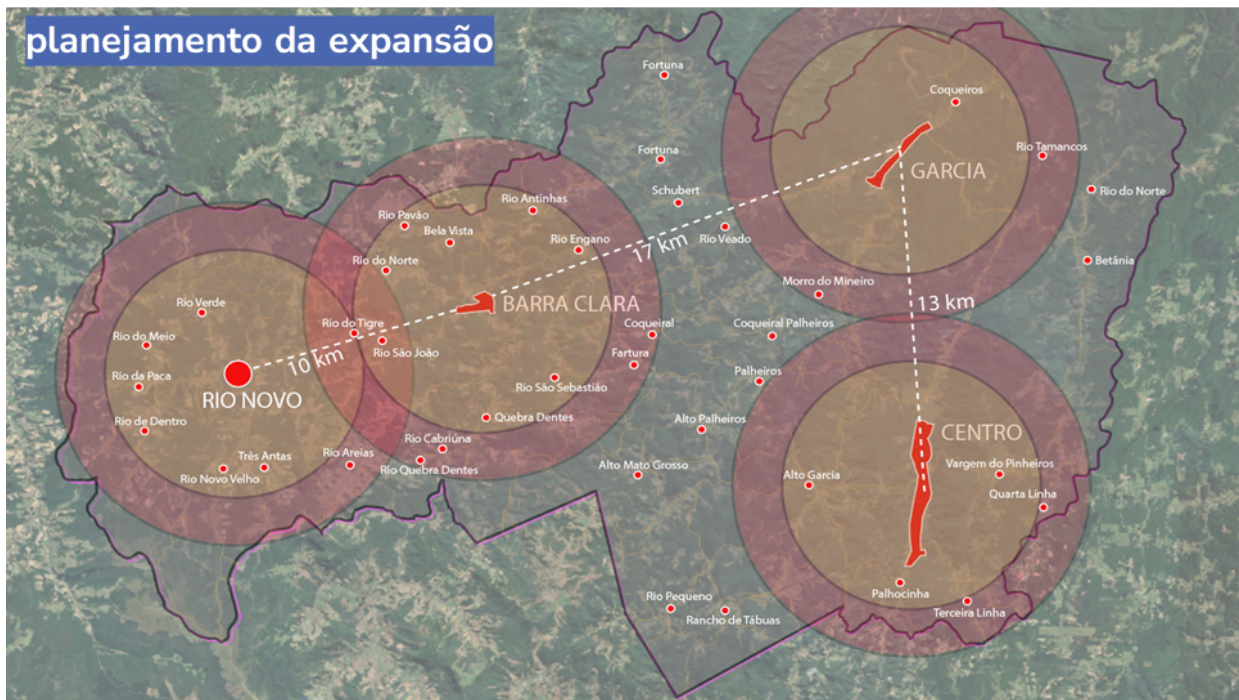 planejamento da expansão
Fortuna
Coqueiros
Fortuna
Rio Tamancos
GARCIA
Schubert
Rio do Norte
Rio Antinhas
Rio Pavão
Bela Vista
Rio Veado
Rio Engano
17 km
Rio do Norte
Betânia
Morro do Mineiro
Rio Verde
BARRA CLARA
13 km
Rio do Tigre
Coqueiral
Coqueiral Palheiros
Rio do Meio
10 km
Rio São João
Fartura
Palheiros
Rio da Paca
RIO NOVO
Rio São Sebastião
Quebra Dentes
Rio de Dentro
Alto Palheiros
CENTRO
Rio Cabriúna
Três Antas
Rio Areias
Rio Quebra Dentes
Alto Mato Grosso
Alto Garcia
Vargem do Pinheiros
Rio Novo Velho
Quarta Linha
Palhocinha
Rio Pequeno
Rancho de Tábuas
Terceira Linha